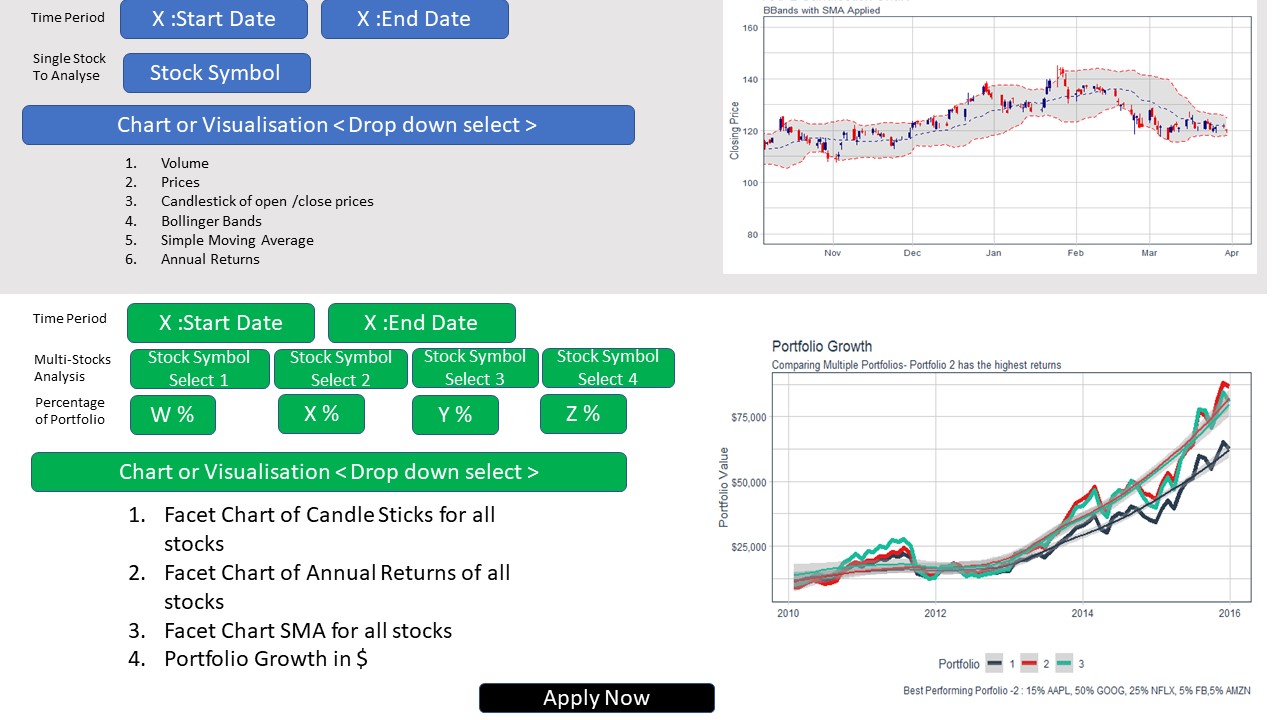 Time Period
X :Start Date
X :End Date
Single Stock
To Analyse
Stock Symbol
Chart or Visualisation < Drop down select >
1. Volume
2. Prices
3. Candlestick of open /close prices
4. Bollinger Bands
5. Simple Moving Average
6. Annual Returns
BBands with SMA Applied
Closing Price
160
140
120
100
80
Nov Dec Jan Feb Mar Apr
Time Period
X :Start Date
X :End Date
Multi-Stocks
Analysis
Stock Symbol
Select 1
Stock Symbol
Select 2
Stock Symbol
Select 3
Stock Symbol
Select 4
Percentage
of Portfolio
W %
X %
Y %
Z %
Chart or Visualisation < Drop down select >
1. Facet Chart of Candle Sticks for all
stocks
2. Facet Chart of Annual Returns of all
stocks
3. Facet Chart SMA for all stocks
4. Portfolio Growth in $
Apply Now
Portfolio Growth
Comparing Multiple Portfolios- Portfolio 2 has the highest returns
Portfolio Value
$75,000
$50,000
$25,000
2010 2012 2014 2016
Portfolio 1 2 3
Best Performing Porfolio -2 : 15% AAPL, 50% GOOG, 25% NFLX, 5% FB,5% AMZN